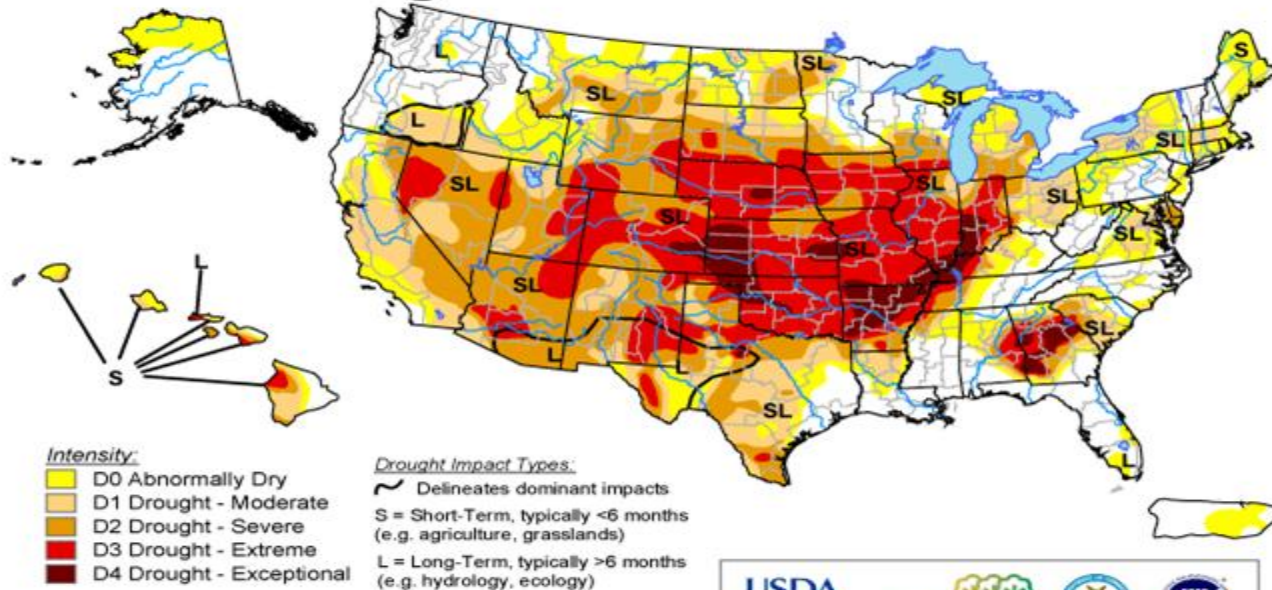 L
SL
SL
SL
S
L
SL
SL
SL
SL
SL
SL
SL
SL
SL
L
L
S
SL
L
Intensity:
D0 Abnormally Dry
D1 Drought - Moderate
D2 Drought - Severe
D3 Drought - Extreme
D4 Drought - Exceptional
Drought Impact Types:
Delineates dominant impacts
S = Short-Term, typically <6 months
(e.g. agriculture, grasslands)
L = Long-Term, typically >6 months
(e.g. hydrology, ecology)
USDA